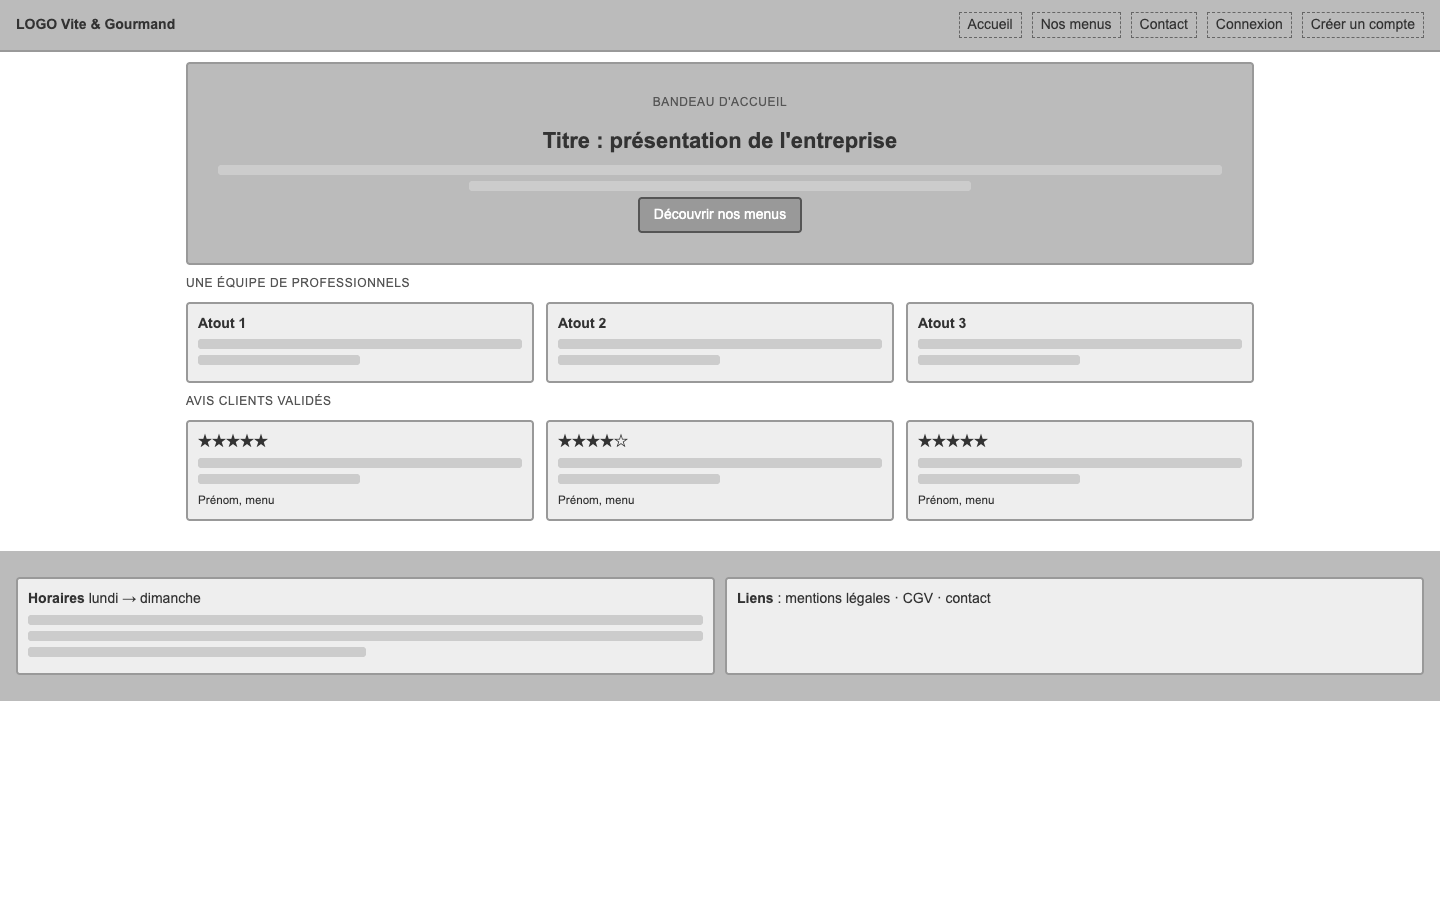 LOGO Vite & Gourmand
Accueil
Nos menus
Contact
Connexion
Créer un compte
BANDEAU D'ACCUEIL
Titre : présentation de l'entreprise
Découvrir nos menus
UNE ÉQUIPE DE PROFESSIONNELS
Atout 1
Atout 2
Atout 3
AVIS CLIENTS VALIDÉS
★★★★★
★★★★☆
★★★★★
Prénom, menu
Prénom, menu
Prénom, menu
Horaires lundi → dimanche
Liens : mentions légales · CGV · contact